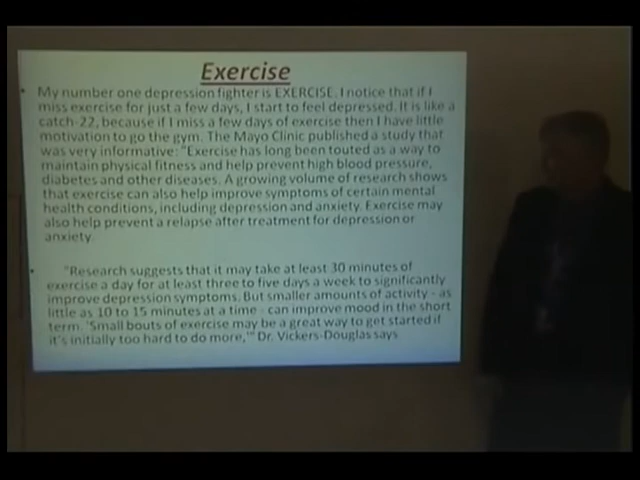 Exercise
My number one depression fighter is EXERCISE. I notice that if I
miss exercise for just a few days, I start to feel depressed. It is like a
catch-22, because if I miss a few days of exercise then I have little
motivation to go the gym. The Mayo Clinic published a study that
was very informative: "Exercise has long been touted as a way to
maintain physical fitness and help prevent high blood pressure,
diabetes and other diseases. A growing volume of research shows
that exercise can also help improve symptoms of certain mental
health conditions, including depression and anxiety. Exercise may
also help prevent a relapse after treatment for depression or
anxiety.
"Research suggests that it may take at least 30 minutes of
exercise a day for at least three to five days a week to significantly
improve depression symptoms. But smaller amounts of activity - as
little as 10 to 15 minutes at a time - can improve mood in the short
term. 'Small bouts of exercise may be a great way to get started if
it's initially too hard to do more,'" Dr. Vickers-Douglas says